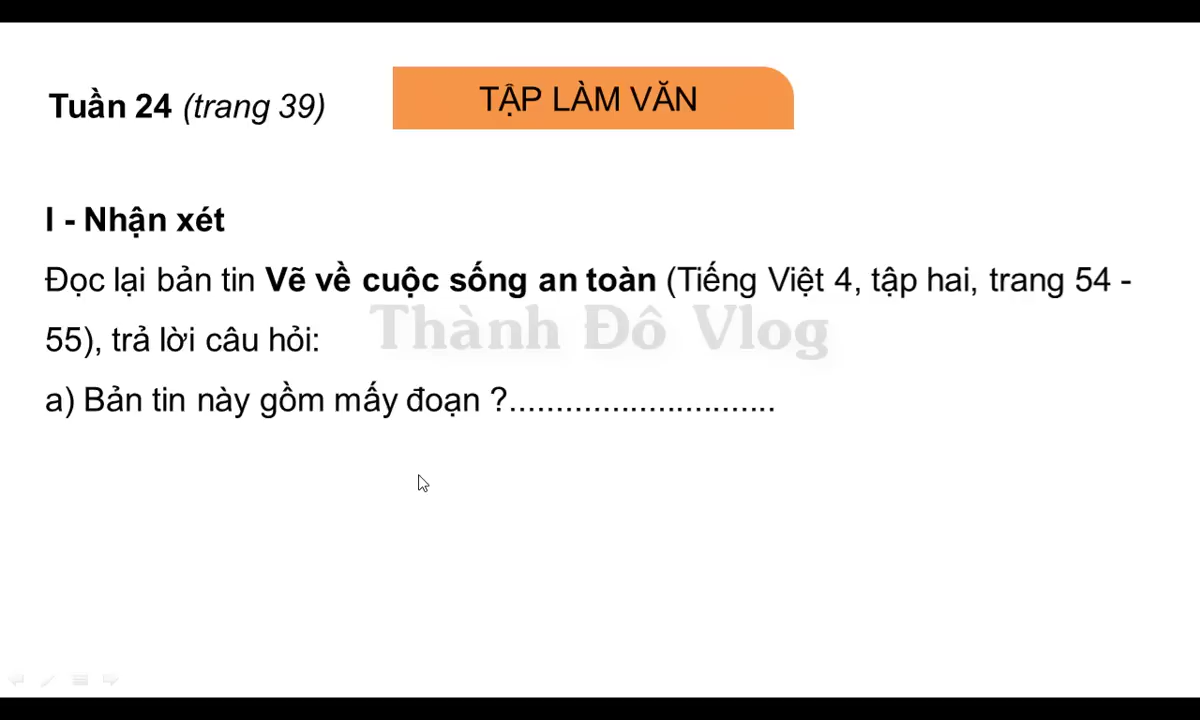 Tuần 24 (trang 39)
TẬP LÀM VĂN
I - Nhận xét
Đọc lại bản tin Vẽ về cuộc sống an toàn (Tiếng Việt 4, tập hai, trang 54 -
Thành Đô Vlog
55), trả lời câu hỏi:
a) Bản tin này gồm mấy đoạn ?.............................